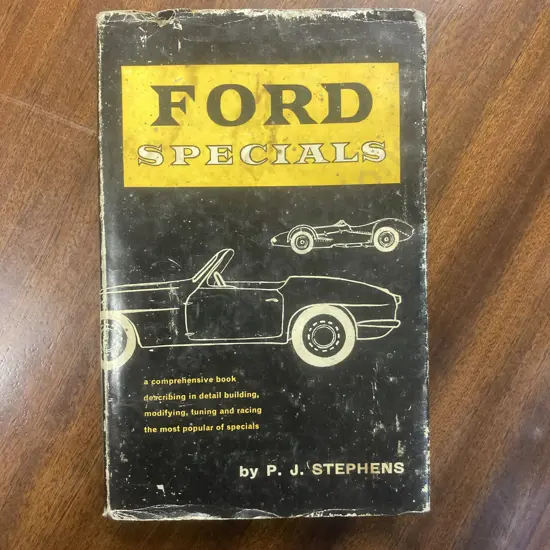 FORD
SPECIALS
a comprehensive book
describing in detail building,
modifying, tuning and racing
the most popular of specials
by P. J. STEPHENS